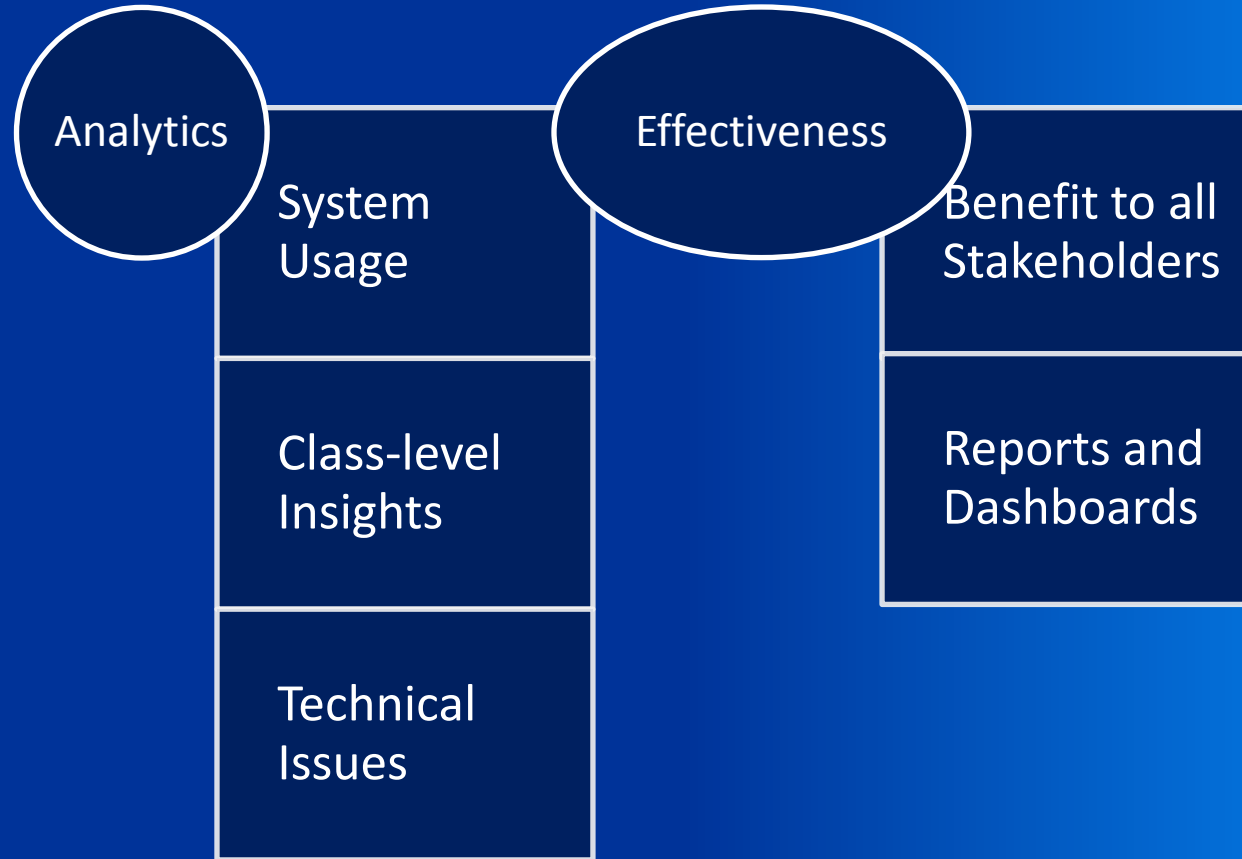 Analytics
System
Usage
Class-level
Insights
Technical
Issues
Effectiveness
Benefit to all
Stakeholders
Reports and
Dashboards